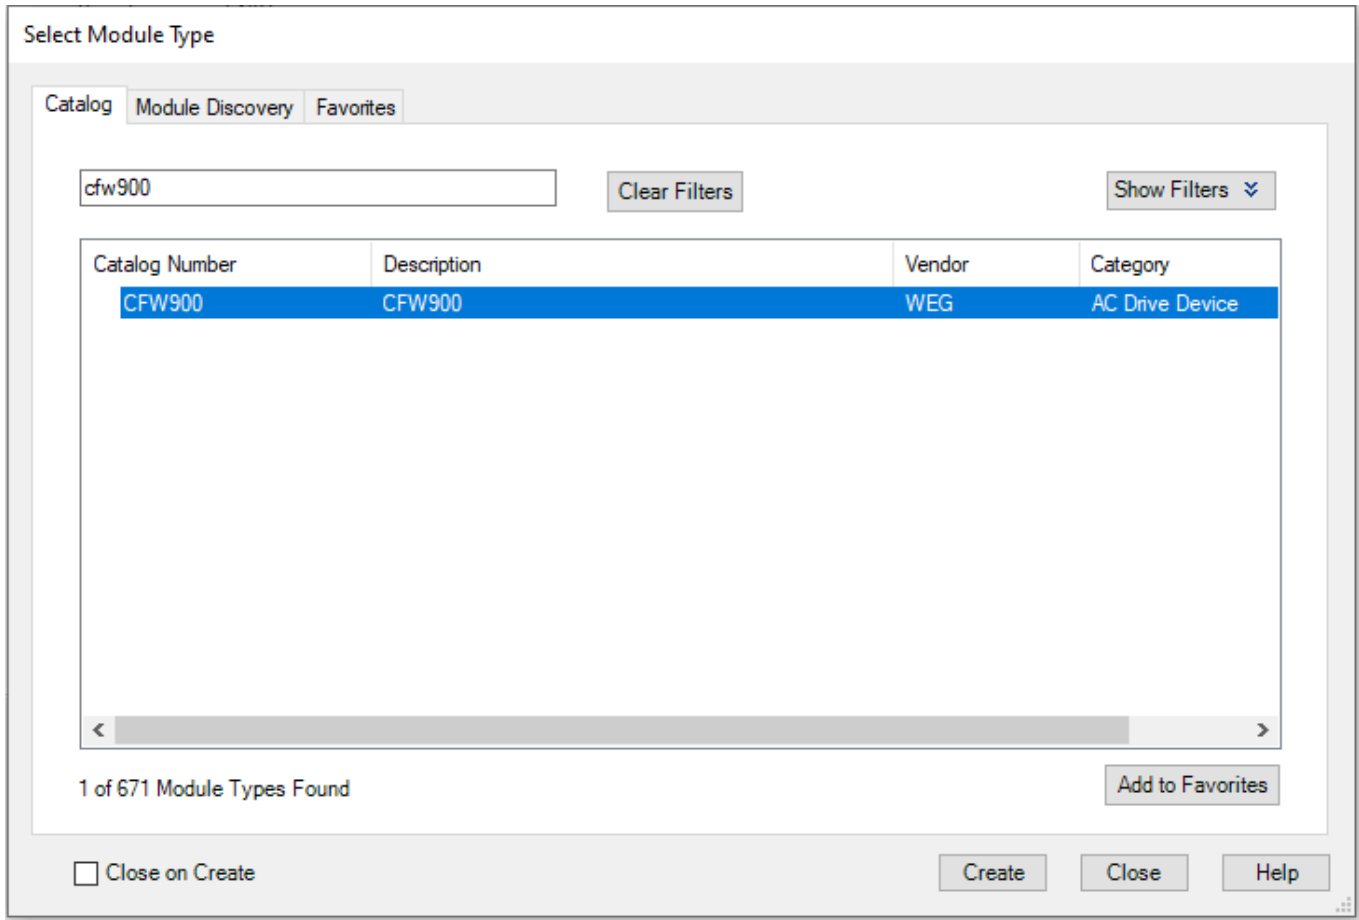 Select Module Type
Catalog Module Discovery Favorites
cfw900 Clear Filters Show Filters
Catalog Number Description Vendor Category
CFW900 CFW900 WEG AC Drive Device
1 of 671 Module Types Found Add to Favorites
Close on Create Create Close Help